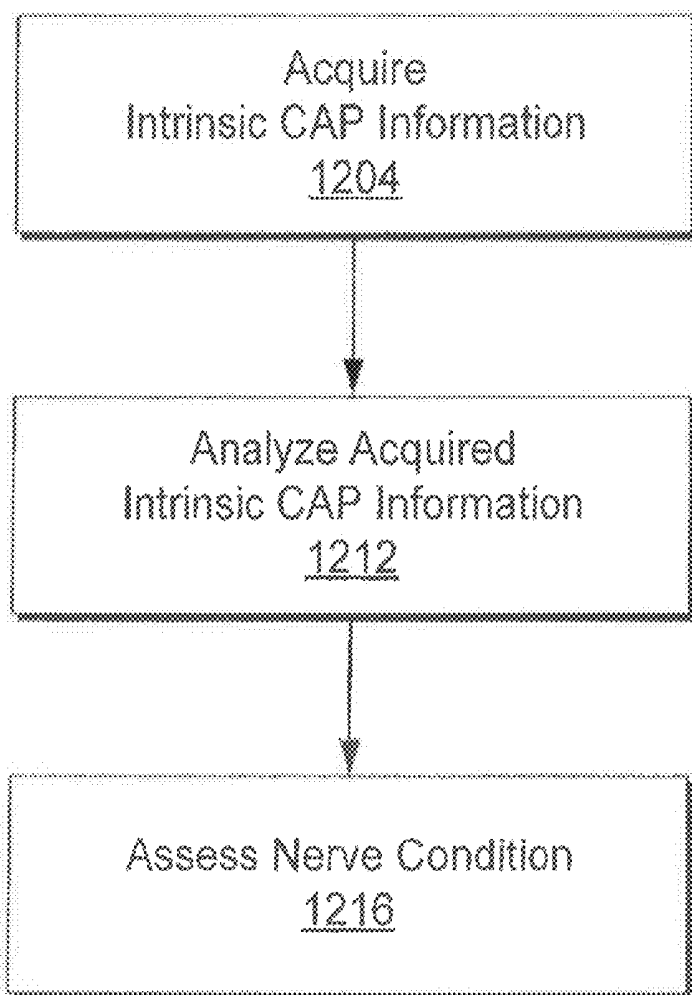 Acquire
Intrinsic CAP Information
1204
Analyze Acquired
Intrinsic CAP Information
1212
Assess Nerve Condition
1216